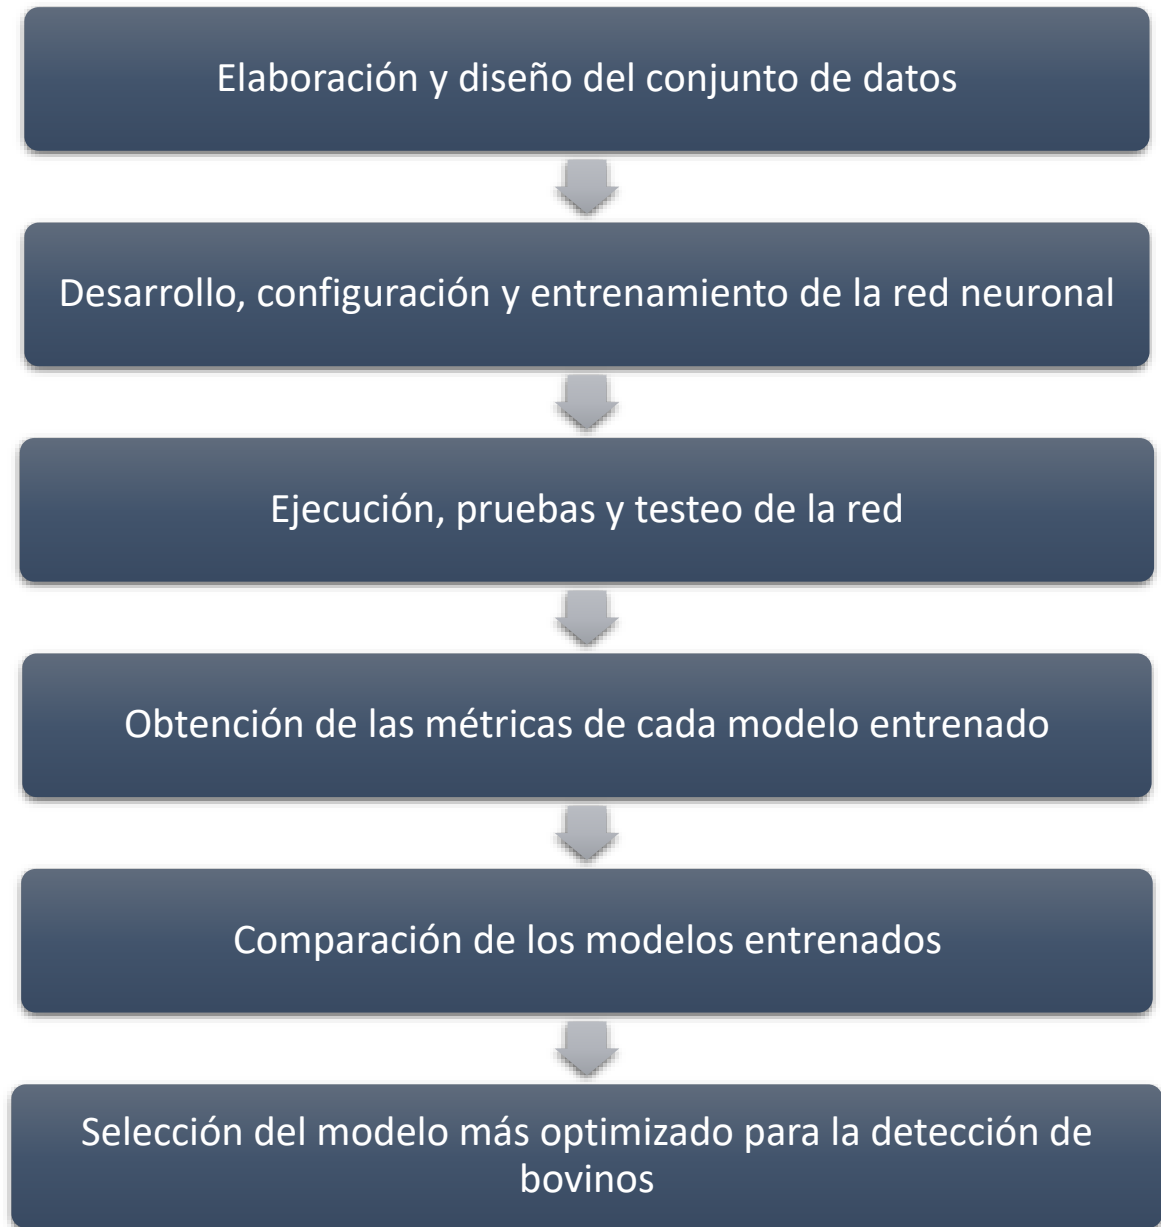 Elaboración y diseño del conjunto de datos
Desarrollo, configuración y entrenamiento de la red neuronal
Ejecución, pruebas y testeo de la red
Obtención de las métricas de cada modelo entrenado
Comparación de los modelos entrenados
Selección del modelo más optimizado para la detección de
bovinos